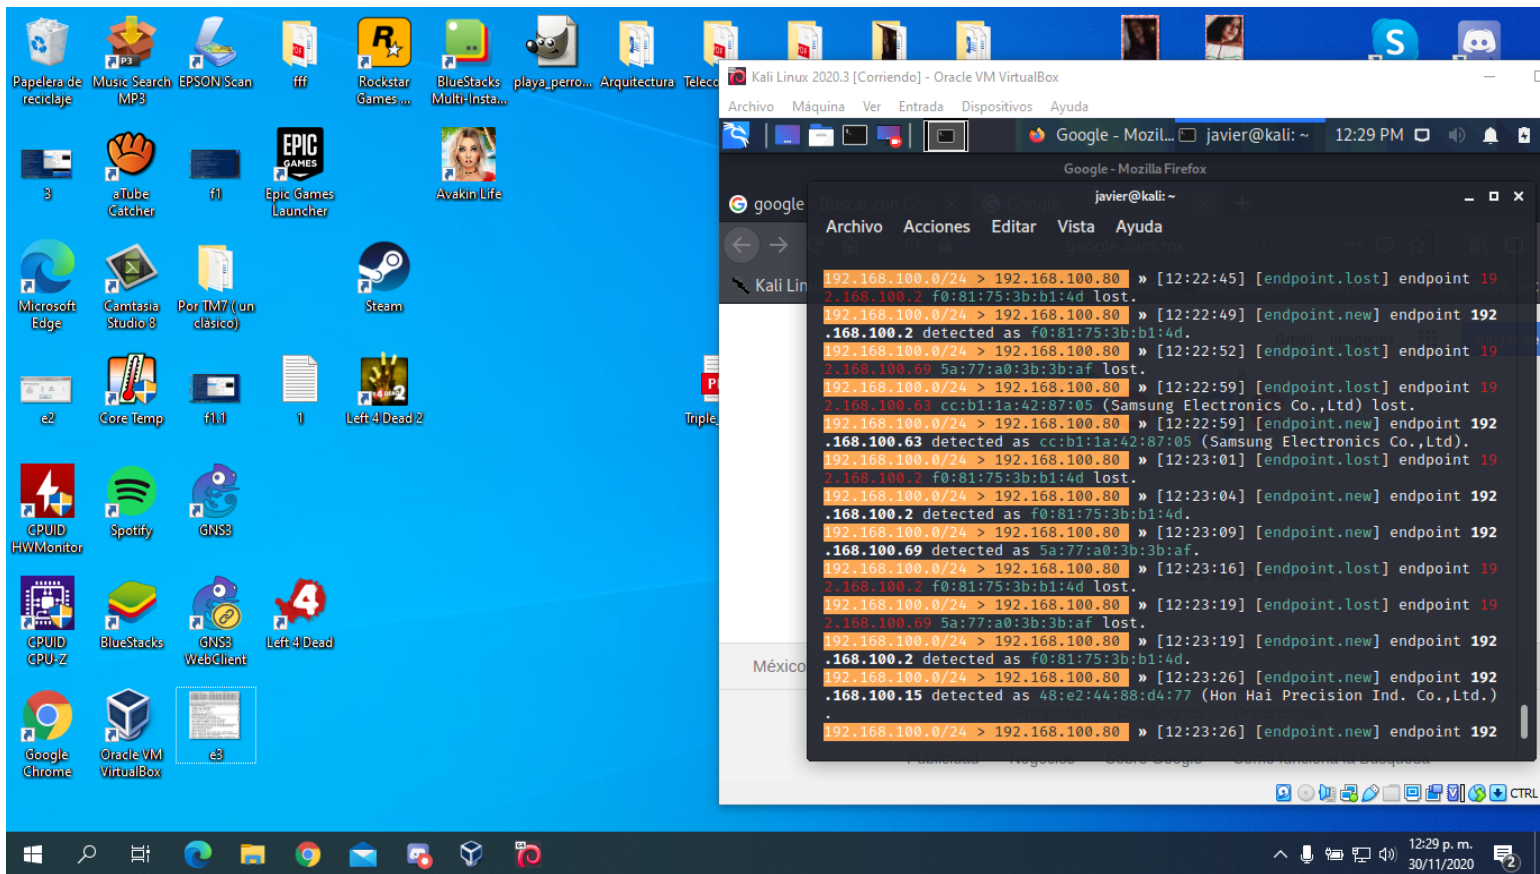 Papelera de reciclaje
Music Search MP3
EPSON Scan
fff
Rockstar Games ...
BlueStacks Multi-Insta...
playa_perro...
Arquitectura
Teleco
3
aTube Catcher
f1
Epic Games Launcher
Avakin Life
Microsoft Edge
Camtasia Studio 8
Por TM7 ( un clásico)
Steam
e2
Core Temp
f1.1
1
Left 4 Dead 2
Triple_
CPUID HWMonitor
Spotify
GNS3
CPUID CPU-Z
BlueStacks
GNS3 WebClient
Left 4 Dead
Google Chrome
Oracle VM VirtualBox
e3
Kali Linux 2020.3 [Corriendo] - Oracle VM VirtualBox
Archivo Máquina Ver Entrada Dispositivos Ayuda
Google - Mozil... javier@kali: ~ 12:29 PM
Google - Mozilla Firefox
google - Buscar con G
javier@kali: ~
Archivo Acciones Editar Vista Ayuda
Kali Lin
192.168.100.0/24 > 192.168.100.80 » [12:22:45] [endpoint.lost] endpoint 19
2.168.100.2 f0:81:75:3b:b1:4d lost.
192.168.100.0/24 > 192.168.100.80 » [12:22:49] [endpoint.new] endpoint 192
.168.100.2 detected as f0:81:75:3b:b1:4d.
192.168.100.0/24 > 192.168.100.80 » [12:22:52] [endpoint.lost] endpoint 19
2.168.100.69 5a:77:a0:3b:3b:af lost.
192.168.100.0/24 > 192.168.100.80 » [12:22:59] [endpoint.lost] endpoint 19
2.168.100.63 cc:b1:1a:42:87:05 (Samsung Electronics Co.,Ltd) lost.
192.168.100.0/24 > 192.168.100.80 » [12:22:59] [endpoint.new] endpoint 192
.168.100.63 detected as cc:b1:1a:42:87:05 (Samsung Electronics Co.,Ltd).
192.168.100.0/24 > 192.168.100.80 » [12:23:01] [endpoint.lost] endpoint 19
2.168.100.2 f0:81:75:3b:b1:4d lost.
192.168.100.0/24 > 192.168.100.80 » [12:23:04] [endpoint.new] endpoint 192
.168.100.2 detected as f0:81:75:3b:b1:4d.
192.168.100.0/24 > 192.168.100.80 » [12:23:09] [endpoint.new] endpoint 192
.168.100.69 detected as 5a:77:a0:3b:3b:af.
192.168.100.0/24 > 192.168.100.80 » [12:23:16] [endpoint.lost] endpoint 19
2.168.100.2 f0:81:75:3b:b1:4d lost.
192.168.100.0/24 > 192.168.100.80 » [12:23:19] [endpoint.lost] endpoint 19
2.168.100.69 5a:77:a0:3b:3b:af lost.
192.168.100.0/24 > 192.168.100.80 » [12:23:19] [endpoint.new] endpoint 192
.168.100.2 detected as f0:81:75:3b:b1:4d.
192.168.100.0/24 > 192.168.100.80 » [12:23:26] [endpoint.new] endpoint 192
.168.100.15 detected as 48:e2:44:88:d4:77 (Hon Hai Precision Ind. Co.,Ltd.)
.
192.168.100.0/24 > 192.168.100.80 » [12:23:26] [endpoint.new] endpoint 192
México
Publicidad Negocios Sobre Google Cómo funciona la Búsqueda
CTRL
12:29 p. m.
30/11/2020
2